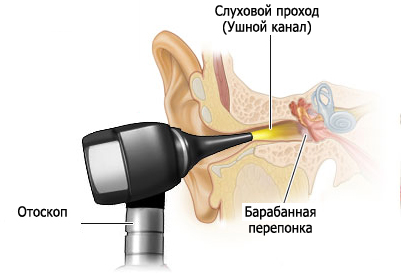 Слуховой проход
(Ушной канал)
Отоскоп
Барабанная
перепонка